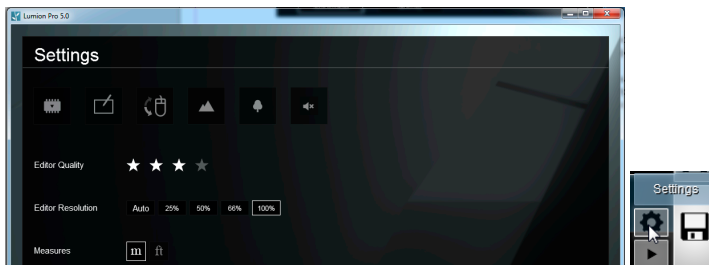 Lumion Pro 5.0
Settings
Editor Quality
Editor Resolution Auto 25% 50% 66% 100%
Measures m ft
Settings